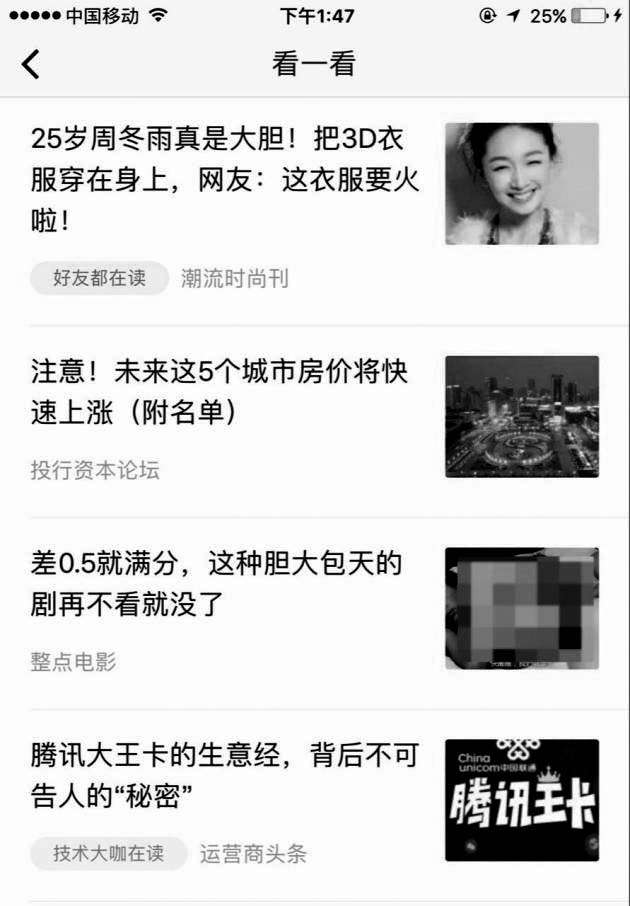 中国移动 下午1:47 25%
看一看
25岁周冬雨真是大胆！把3D衣
服穿在身上，网友：这衣服要火
啦！
好友都在读 潮流时尚刊
注意！未来这5个城市房价将快
速上涨（附名单）
投行资本论坛
差0.5就满分，这种胆大包天的
剧再不看就没了
整点电影
腾讯大王卡的生意经，背后不可
告人的“秘密”
技术大咖在读 运营商头条
China
unicom中国联通
腾讯王卡